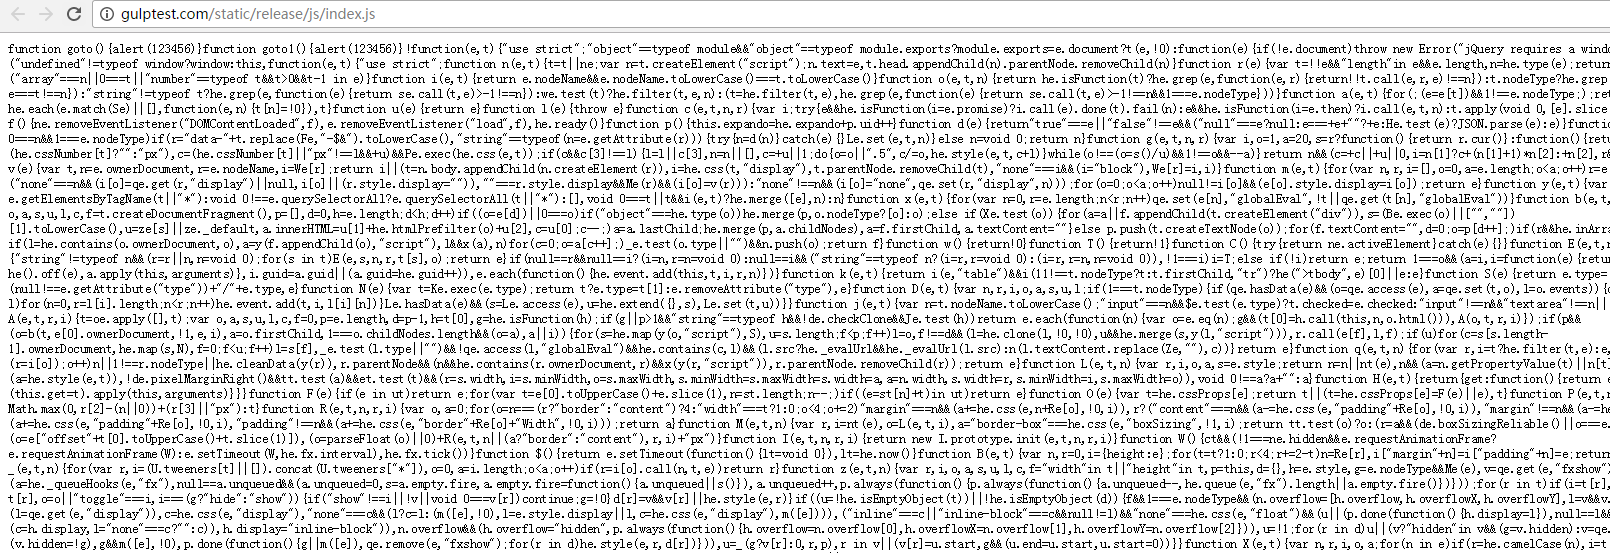 gulptest.com/static/release/js/index.js
function goto(){alert(123456)}function goto1(){alert(123456)}!function(e,t){"use strict";"object"==typeof module&&"object"==typeof module.exports?module.exports=e.document?t(e,!0):function(e){if(!e.document)throw new Error("jQuery requires a window
("undefined"!=typeof window?window:this,function(e,t){"use strict";function n(e,t){t=t||ne;var n=t.createElement("script");n.text=e,t.head.appendChild(n).parentNode.removeChild(n)}function r(e){var t=!!e&&"length"in e&&e.length,n=he.type(e);return
("array"===n||0===t||"number"==typeof t&&t>0&&t-1 in e)}function i(e,t){return e.nodeName&&e.nodeName.toLowerCase()===t.toLowerCase()}function o(e,t,n){return he.isFunction(t)?he.grep(e,function(e,r){return!!t.call(e,r,e)!==n}):t.nodeType?he.grep
e===t!==n}):"string"!=typeof t?he.grep(e,function(e){return se.call(t,e)>-1!==n}):we.test(t)?he.filter(t,e,n):(t=he.filter(t,e),he.grep(e,function(e){return se.call(t,e)>-1!==n&&1===e.nodeType}))}function a(e,t){for(;(e=e[t])&&1!==e.nodeType;);ret
he.each(e.match(Se)||[],function(e,n){t[n]=!0}),t}function u(e){return e}function l(e){throw e}function c(e,t,n,r){var i;try{e&&he.isFunction(i=e.promise)?i.call(e).done(t).fail(n):e&&he.isFunction(i=e.then)?i.call(e,t,n):t.apply(void 0,[e].slice
f(){ne.removeEventListener("DOMContentLoaded",f),e.removeEventListener("load",f),he.ready()}function p(){this.expando=he.expando+p.uid++}function d(e){return"true"===e||"false"!==e&&("null"===e?null:e===+e+""?+e:He.test(e)?JSON.parse(e):e)}function
0===n&&1===e.nodeType)if(r="data-"+t.replace(Fe,"-$&").toLowerCase(),"string"==typeof(n=e.getAttribute(r))){try{n=d(n)}catch(e){}Le.set(e,t,n)}else n=void 0;return n}function g(e,t,n,r){var i,o=1,a=20,s=r?function(){return r.cur()}:function(){ret
(he.cssNumber[t]?"":"px"),c=(he.cssNumber[t]||"px"!==l&&+u)&&Pe.exec(he.css(e,t));if(c&&c[3]!==l){l=l||c[3],n=n||[],c=+u||1;do{o=o||".5",c/=o,he.style(e,t,c+l)}while(o!==(o=s()/u)&&1!==o&&--a)}return n&&(c=+c||+u||0,i=n[1]?c+(n[1]+1)*n[2]:+n[2],r&
v(e){var t,n=e.ownerDocument,r=e.nodeName,i=We[r];return i||(t=n.body.appendChild(n.createElement(r)),i=he.css(t,"display"),t.parentNode.removeChild(t),"none"===i&&(i="block"),We[r]=i,i)}function m(e,t){for(var n,r,i=[],o=0,a=e.length;o<a;o++)r=e
("none"===n&&(i[o]=qe.get(r,"display")||null,i[o]||(r.style.display="")),""===r.style.display&&Me(r)&&(i[o]=v(r))):"none"!==n&&(i[o]="none",qe.set(r,"display",n)));for(o=0;o<a;o++)null!=i[o]&&(e[o].style.display=i[o]);return e}function y(e,t){var
e.getElementsByTagName(t||"*"):void 0!==e.querySelectorAll?e.querySelectorAll(t||"*"):[],void 0===t||t&&i(e,t)?he.merge([e],n):n}function x(e,t){for(var n=0,r=e.length;n<r;n++)qe.set(e[n],"globalEval",!t||qe.get(t[n],"globalEval"))}function b(e,t,
o,a,s,u,l,c,f=t.createDocumentFragment(),p=[],d=0,h=e.length;d<h;d++)if((o=e[d])||0===o)if("object"===he.type(o))he.merge(p,o.nodeType?[o]:o);else if(Xe.test(o)){for(a=a||f.appendChild(t.createElement("div")),s=(Be.exec(o)||["",""])
[1].toLowerCase(),u=ze[s]||ze._default,a.innerHTML=u[1]+he.htmlPrefilter(o)+u[2],c=u[0];c--;)a=a.lastChild;he.merge(p,a.childNodes),a=f.firstChild,a.textContent=""}else p.push(t.createTextNode(o));for(f.textContent="",d=0;o=p[d++];)if(r&&he.inArra
if(l=he.contains(o.ownerDocument,o),a=y(f.appendChild(o),"script"),l&&x(a),n)for(c=0;o=a[c++];)_e.test(o.type||"")&&n.push(o);return f}function w(){return!0}function T(){return!1}function C(){try{return ne.activeElement}catch(e){}}function E(e,t,n
{"string"!=typeof n&&(r=r||n,n=void 0);for(s in t)E(e,s,n,r,t[s],o);return e}if(null==r&&null==i?(i=n,r=n=void 0):null==i&&("string"==typeof n?(i=r,r=void 0):(i=r,r=n,n=void 0)),!1===i)i=T;else if(!i)return e;return 1===o&&(a=i,i=function(e){retur
he().off(e),a.apply(this,arguments)},i.guid=a.guid||(a.guid=he.guid++)),e.each(function(){he.event.add(this,t,i,r,n)})}function k(e,t){return i(e,"table")&&i(11!==t.nodeType?t:t.firstChild,"tr")?he(">tbody",e)[0]||e:e}function S(e){return e.type=
(null!==e.getAttribute("type"))+"/"+e.type,e}function N(e){var t=Ke.exec(e.type);return t?e.type=t[1]:e.removeAttribute("type"),e}function D(e,t){var n,r,i,o,a,s,u,l;if(1===t.nodeType){if(qe.hasData(e)&&(o=qe.access(e),a=qe.set(t,o),l=o.events)){
l)for(n=0,r=l[i].length;n<r;n++)he.event.add(t,i,l[i][n])}Le.hasData(e)&&(s=Le.access(e),u=he.extend({},s),Le.set(t,u))}}function j(e,t){var n=t.nodeName.toLowerCase();"input"===n&&$e.test(e.type)?t.checked=e.checked:"input"!==n&&"textarea"!==n||
A(e,t,r,i){t=oe.apply([],t);var o,a,s,u,l,c,f=0,p=e.length,d=p-1,h=t[0],g=he.isFunction(h);if(g||p>1&&"string"==typeof h&&!de.checkClone&&Je.test(h))return e.each(function(n){var o=e.eq(n);g&&(t[0]=h.call(this,n,o.html())),A(o,t,r,i)});if(p&&
(o=b(t,e[0].ownerDocument,!1,e,i),a=o.firstChild,1===o.childNodes.length&&(o=a),a||i)){for(s=he.map(y(o,"script"),S),u=s.length;f<p;f++)l=o,f!==d&&(l=he.clone(l,!0,!0),u&&he.merge(s,y(l,"script"))),r.call(e[f],l,f);if(u)for(c=s[s.length-
1].ownerDocument,he.map(s,N),f=0;f<u;f++)l=s[f],_e.test(l.type||"")&&!qe.access(l,"globalEval")&&he.contains(c,l)&&(l.src?he._evalUrl&&he._evalUrl(l.src):n(l.textContent.replace(Ze,""),c))}return e}function q(e,t,n){for(var r,i=t?he.filter(t,e):e,
(r=i[o]);o++)n||1!==r.nodeType||he.cleanData(y(r)),r.parentNode&&(n&&he.contains(r.ownerDocument,r)&&x(y(r,"script")),r.parentNode.removeChild(r));return e}function L(e,t,n){var r,i,o,a,s=e.style;return n=n||nt(e),n&&(a=n.getPropertyValue(t)||n[t]
(a=he.style(e,t)),!de.pixelMarginRight()&&tt.test(a)&&et.test(t)&&(r=s.width,i=s.minWidth,o=s.maxWidth,s.minWidth=s.maxWidth=s.width=a,a=n.width,s.width=r,s.minWidth=i,s.maxWidth=o)),void 0!==a?a+"":a}function H(e,t){return{get:function(){return e
(this.get=t).apply(this,arguments)}}}function F(e){if(e in ut)return e;for(var t=e[0].toUpperCase()+e.slice(1),n=st.length;n--;)if((e=st[n]+t)in ut)return e}function O(e){var t=he.cssProps[e];return t||(t=he.cssProps[e]=F(e)||e),t}function P(e,t,n
Math.max(0,r[2]-(n||0))+(r[3]||"px"):t}function R(e,t,n,r,i){var o,a=0;for(o=n===(r?"border":"content")?4:"width"===t?1:0;o<4;o+=2)"margin"===n&&(a+=he.css(e,n+Re[o],!0,i)),r?("content"===n&&(a-=he.css(e,"padding"+Re[o],!0,i)),"margin"!==n&&(a-=he
(a+=he.css(e,"padding"+Re[o],!0,i),"padding"!==n&&(a+=he.css(e,"border"+Re[o]+"Width",!0,i)));return a}function M(e,t,n){var r,i=nt(e),o=L(e,t,i),a="border-box"===he.css(e,"boxSizing",!1,i);return tt.test(o)?o:(r=a&&(de.boxSizingReliable()||o===e.
(o=e["offset"+t[0].toUpperCase()+t.slice(1)]),(o=parseFloat(o)||0)+R(e,t,n||(a?"border":"content"),r,i)+"px")}function I(e,t,n,r,i){return new I.prototype.init(e,t,n,r,i)}function W(){ct&&(!1===ne.hidden&&e.requestAnimationFrame?
e.requestAnimationFrame(W):e.setTimeout(W,he.fx.interval),he.fx.tick())}function $(){return e.setTimeout(function(){lt=void 0}),lt=he.now()}function B(e,t){var n,r=0,i={height:e};for(t=t?1:0;r<4;r+=2-t)n=Re[r],i["margin"+n]=i["padding"+n]=e;return
_(e,t,n){for(var r,i=(U.tweeners[t]||[]).concat(U.tweeners["*"]),o=0,a=i.length;o<a;o++)if(r=i[o].call(n,t,e))return r}function z(e,t,n){var r,i,o,a,s,u,l,c,f="width"in t||"height"in t,p=this,d={},h=e.style,g=e.nodeType&&Me(e),v=qe.get(e,"fxshow")
(a=he._queueHooks(e,"fx"),null==a.unqueued&&(a.unqueued=0,s=a.empty.fire,a.empty.fire=function(){a.unqueued||s()}),a.unqueued++,p.always(function(){p.always(function(){a.unqueued--,he.queue(e,"fx").length||a.empty.fire()})}));for(r in t)if(i=t[r],
t[r],o=o||"toggle"===i,i===(g?"hide":"show")){if("show"!==i||!v||void 0===v[r])continue;g=!0}d[r]=v&&v[r]||he.style(e,r)}if((u=!he.isEmptyObject(t))||!he.isEmptyObject(d)){f&&1===e.nodeType&&(n.overflow=[h.overflow,h.overflowX,h.overflowY],l=v&&v.
(l=qe.get(e,"display")),c=he.css(e,"display"),"none"===c&&(l?c=l:(m([e],!0),l=e.style.display||l,c=he.css(e,"display"),m([e]))),("inline"===c||"inline-block"===c&&null!=l)&&"none"===he.css(e,"float")&&(u||(p.done(function(){h.display=l}),null==l&&
(c=h.display,l="none"===c?"":c)),h.display="inline-block")),n.overflow&&(h.overflow="hidden",p.always(function(){h.overflow=n.overflow[0],h.overflowX=n.overflow[1],h.overflowY=n.overflow[2]})),u=!1;for(r in d)u||(v?"hidden"in v&&(g=v.hidden):v=qe.
(v.hidden=!g),g&&m([e],!0),p.done(function(){g||m([e]),qe.remove(e,"fxshow");for(r in d)he.style(e,r,d[r])})),u=_(g?v[r]:0,r,p),r in v||(v[r]=u.start,g&&(u.end=u.start,u.start=0))}}function X(e,t){var n,r,i,o,a;for(n in e)if(r=he.camelCase(n),i=t